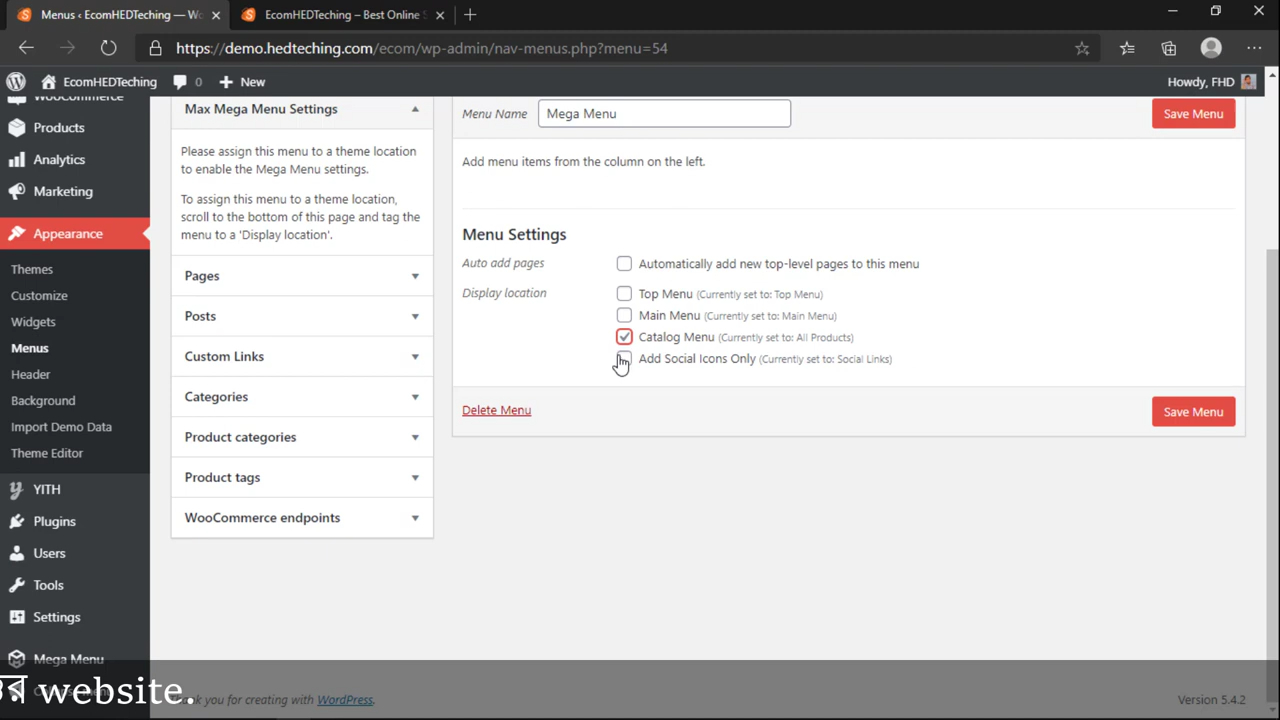 Menus ‹ EcomHEDTeching — Wo
EcomHEDTeching – Best Online S
https://demo.hedteching.com/ecom/wp-admin/nav-menus.php?menu=54
EcomHEDTeching
0
New
Howdy, FHD
WooCommerce
Products
Analytics
Marketing
Appearance
Themes
Customize
Widgets
Menus
Header
Background
Import Demo Data
Theme Editor
YITH
Plugins
Users
Tools
Settings
Mega Menu
Max Mega Menu Settings
Please assign this menu to a theme location
to enable the Mega Menu settings.
To assign this menu to a theme location,
scroll to the bottom of this page and tag the
menu to a 'Display location'.
Pages
Posts
Custom Links
Categories
Product categories
Product tags
WooCommerce endpoints
Menu Name Mega Menu Save Menu
Add menu items from the column on the left.
Menu Settings
Auto add pages Automatically add new top-level pages to this menu
Display location Top Menu (Currently set to: Top Menu)
Main Menu (Currently set to: Main Menu)
Catalog Menu (Currently set to: All Products)
Add Social Icons Only (Currently set to: Social Links)
Delete Menu Save Menu
website.
Thank you for creating with WordPress.
Version 5.4.2